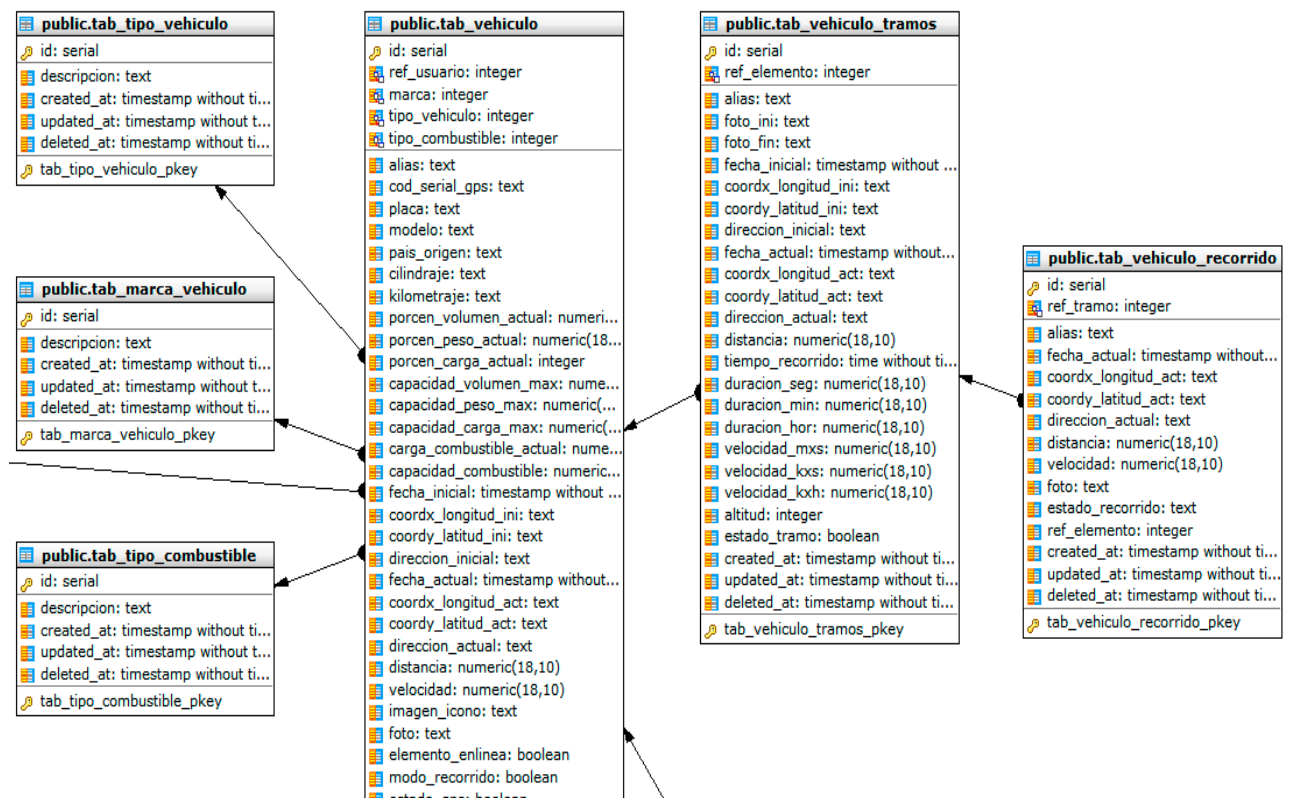 public.tab_tipo_vehiculo
id: serial
descripcion: text
created_at: timestamp without ti...
updated_at: timestamp without t...
deleted_at: timestamp without ti...
tab_tipo_vehiculo_pkey
public.tab_marca_vehiculo
id: serial
descripcion: text
created_at: timestamp without ti...
updated_at: timestamp without t...
deleted_at: timestamp without ti...
tab_marca_vehiculo_pkey
public.tab_tipo_combustible
id: serial
descripcion: text
created_at: timestamp without ti...
updated_at: timestamp without t...
deleted_at: timestamp without ti...
tab_tipo_combustible_pkey
public.tab_vehiculo
id: serial
ref_usuario: integer
marca: integer
tipo_vehiculo: integer
tipo_combustible: integer
alias: text
cod_serial_gps: text
placa: text
modelo: text
pais_origen: text
cilindraje: text
kilometraje: text
porcen_volumen_actual: numeri...
porcen_peso_actual: numeric(18...
porcen_carga_actual: integer
capacidad_volumen_max: nume...
capacidad_peso_max: numeric(...
capacidad_carga_max: numeric(...
carga_combustible_actual: nume...
capacidad_combustible: numeric...
fecha_inicial: timestamp without ...
coordx_longitud_ini: text
coordy_latitud_ini: text
direccion_inicial: text
fecha_actual: timestamp without...
coordx_longitud_act: text
coordy_latitud_act: text
direccion_actual: text
distancia: numeric(18,10)
velocidad: numeric(18,10)
imagen_icono: text
foto: text
elemento_enlinea: boolean
modo_recorrido: boolean
public.tab_vehiculo_tramos
id: serial
ref_elemento: integer
alias: text
foto_ini: text
foto_fin: text
fecha_inicial: timestamp without ...
coordx_longitud_ini: text
coordy_latitud_ini: text
direccion_inicial: text
fecha_actual: timestamp without...
coordx_longitud_act: text
coordy_latitud_act: text
direccion_actual: text
distancia: numeric(18,10)
tiempo_recorrido: time without ti...
duracion_seg: numeric(18,10)
duracion_min: numeric(18,10)
duracion_hor: numeric(18,10)
velocidad_mxs: numeric(18,10)
velocidad_kxs: numeric(18,10)
velocidad_kxh: numeric(18,10)
altitud: integer
estado_tramo: boolean
created_at: timestamp without ti...
updated_at: timestamp without ti...
deleted_at: timestamp without ti...
tab_vehiculo_tramos_pkey
public.tab_vehiculo_recorrido
id: serial
ref_tramo: integer
alias: text
fecha_actual: timestamp without...
coordx_longitud_act: text
coordy_latitud_act: text
direccion_actual: text
distancia: numeric(18,10)
velocidad: numeric(18,10)
foto: text
estado_recorrido: text
ref_elemento: integer
created_at: timestamp without ti...
updated_at: timestamp without ti...
deleted_at: timestamp without ti...
tab_vehiculo_recorrido_pkey